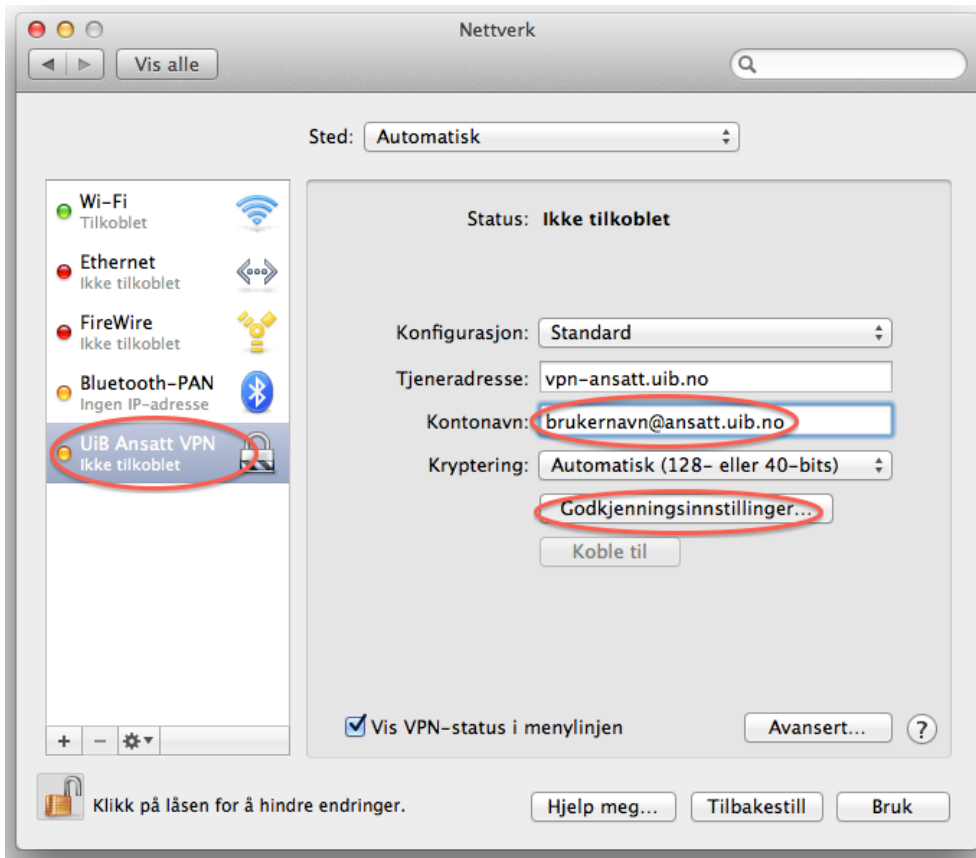 Nettverk
Vis alle
Sted: Automatisk
Wi-Fi
Tilkoblet
Ethernet
Ikke tilkoblet
FireWire
Ikke tilkoblet
Bluetooth-PAN
Ingen IP-adresse
UiB Ansatt VPN
Ikke tilkoblet
Status: Ikke tilkoblet
Konfigurasjon: Standard
Tjeneradresse: vpn-ansatt.uib.no
Kontonavn: brukernavn@ansatt.uib.no
Kryptering: Automatisk (128- eller 40-bits)
Godkjenningsinnstillinger...
Koble til
+ −
Vis VPN-status i menylinjen
Avansert... ?
Klikk på låsen for å hindre endringer.
Hjelp meg... Tilbakestill Bruk